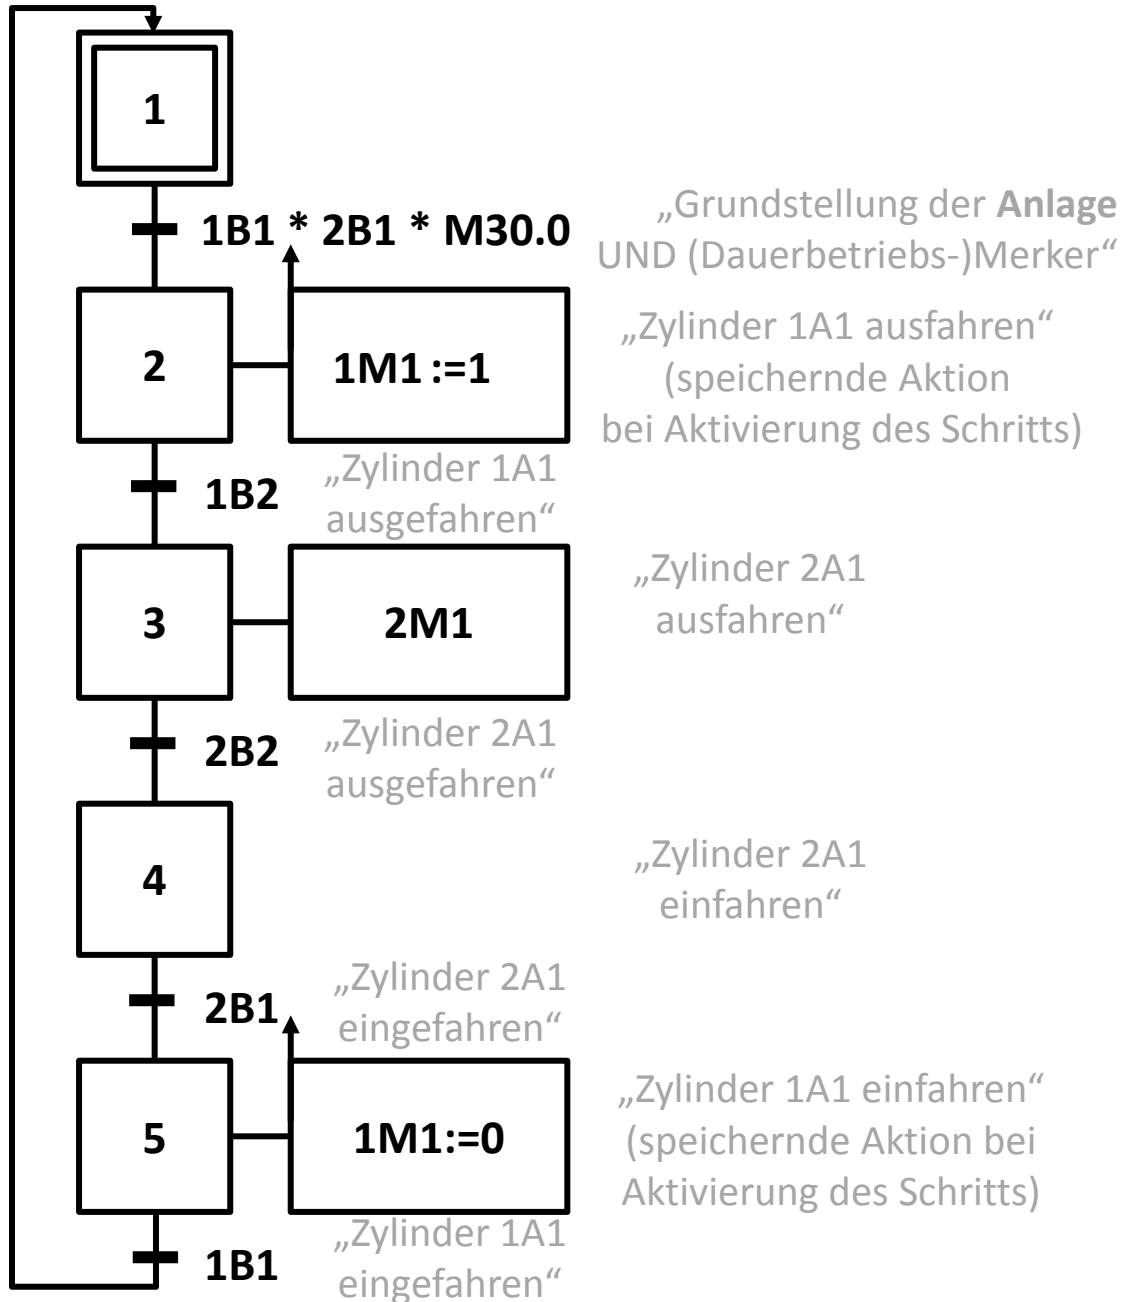 1
1B1 * 2B1 * M30.0
„Grundstellung der Anlage
UND (Dauerbetriebs-)Merker“
2
1M1 :=1
„Zylinder 1A1 ausfahren“
(speichernde Aktion
bei Aktivierung des Schritts)
1B2
„Zylinder 1A1
ausgefahren“
3
2M1
„Zylinder 2A1
ausfahren“
2B2
„Zylinder 2A1
ausgefahren“
4
„Zylinder 2A1
einfahren“
2B1
„Zylinder 2A1
eingefahren“
5
1M1:=0
„Zylinder 1A1 einfahren“
(speichernde Aktion bei
Aktivierung des Schritts)
1B1
„Zylinder 1A1
eingefahren“